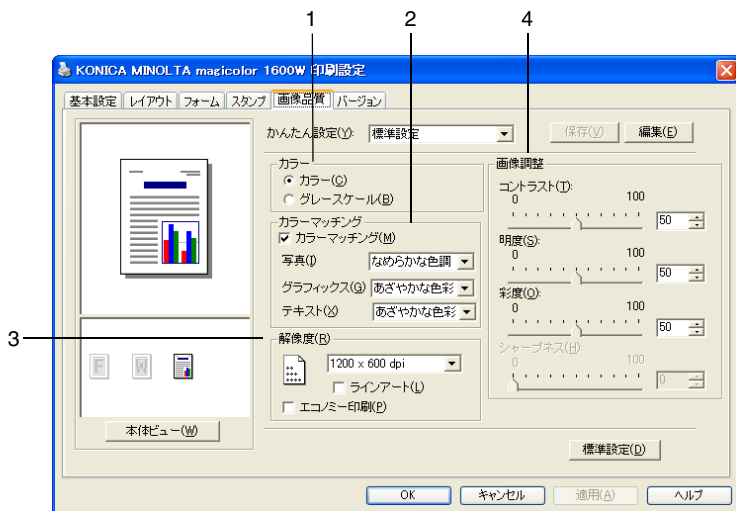 1 2 4
KONICA MINOLTA magicolor 1600W 印刷設定
基本設定 レイアウト フォーム スタンプ 画像品質 バージョン
かんたん設定(Y): 標準設定 保存(V) 編集(E)
カラー
カラー(C)
グレースケール(B)
カラーマッチング
カラーマッチング(M)
写真(I) なめらかな色調
グラフィックス(G) あざやかな色彩
テキスト(X) あざやかな色彩
3
解像度(R)
1200 x 600 dpi
ラインアート(L)
エコノミー印刷(P)
画像調整
コントラスト(T):
0 100
50
明度(S):
0 100
50
彩度(O):
0 100
50
シャープネス(H):
0 100
0
F W
本体ビュー(W)
標準設定(D)
OK キャンセル 適用(A) ヘルプ